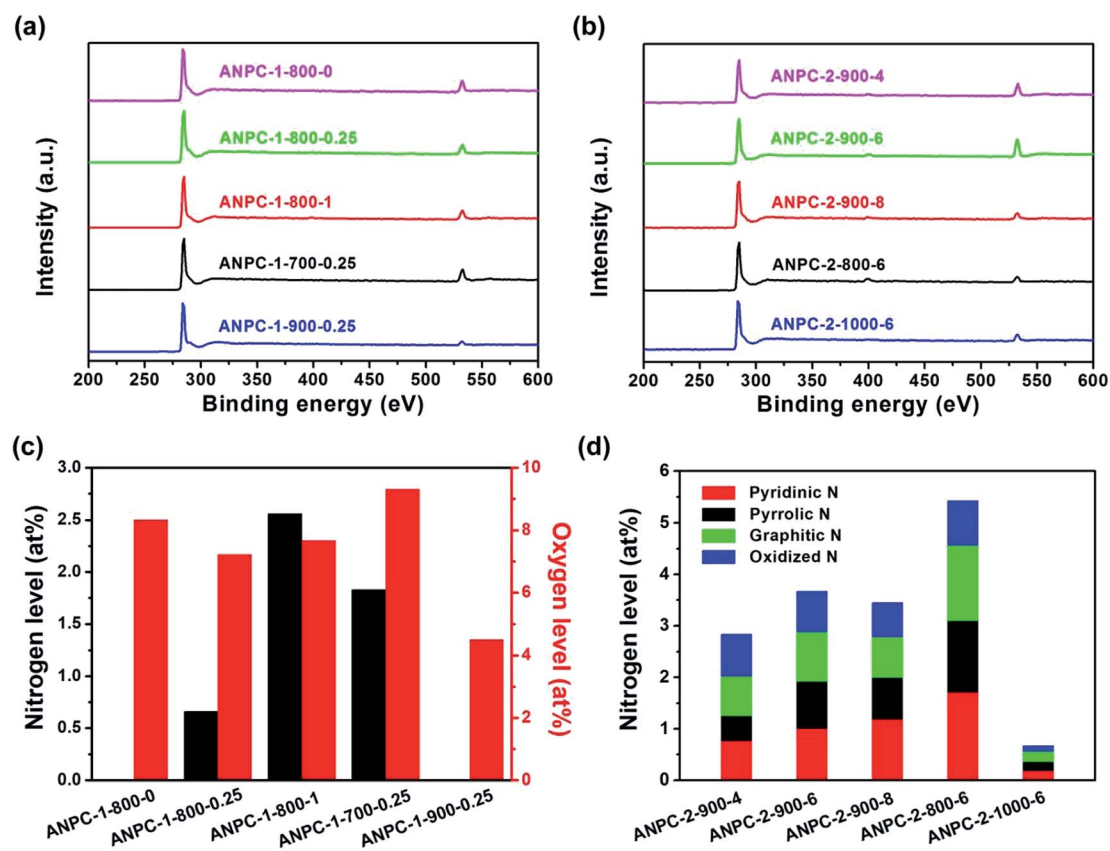 (a)
ANPC-1-800-0
ANPC-1-800-0.25
ANPC-1-800-1
ANPC-1-700-0.25
ANPC-1-900-0.25
Intensity (a.u.)
200 250 300 350 400 450 500 550 600
Binding energy (eV)
(b)
ANPC-2-900-4
ANPC-2-900-6
ANPC-2-900-8
ANPC-2-800-6
ANPC-2-1000-6
Intensity (a.u.)
200 250 300 350 400 450 500 550 600
Binding energy (eV)
(c)
3.0
2.5
2.0
1.5
1.0
0.5
0.0
Nitrogen level (at%)
10
8
6
4
2
0
Oxygen level (at%)
ANPC-1-800-0
ANPC-1-800-0.25
ANPC-1-800-1
ANPC-1-700-0.25
ANPC-1-900-0.25
(d)
6
5
4
3
2
1
0
Nitrogen level (at%)
Pyridinic N
Pyrrolic N
Graphitic N
Oxidized N
ANPC-2-900-4
ANPC-2-900-6
ANPC-2-900-8
ANPC-2-800-6
ANPC-2-1000-6